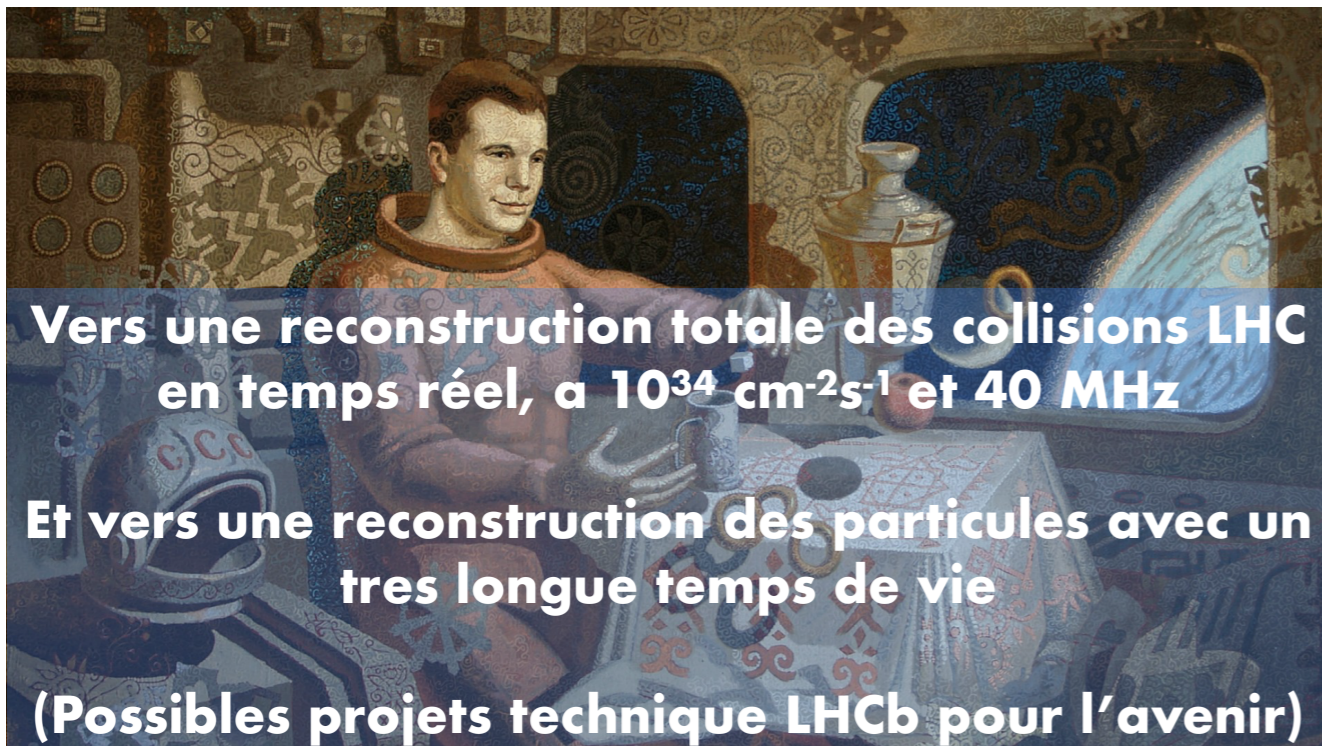 Vers une reconstruction totale des collisions LHC
en temps réel, a 10³⁴ cm⁻²s⁻¹ et 40 MHz
Et vers une reconstruction des particules avec un
tres longue temps de vie
(Possibles projets technique LHCb pour l’avenir)
CCC